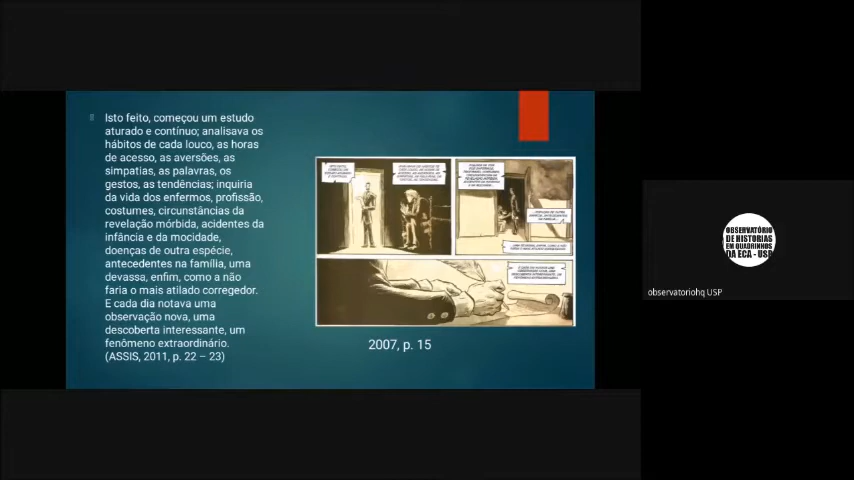 Isto feito, começou um estudo
aturado e contínuo; analisava os
hábitos de cada louco, as horas
de acesso, as aversões, as
simpatias, as palavras, os
gestos, as tendências; inquiria
da vida dos enfermos, profissão,
costumes, circunstâncias da
revelação mórbida, acidentes da
infância e da mocidade,
doenças de outra espécie,
antecedentes na família, uma
devassa, enfim, como a não
faria o mais atilado corregedor.
E cada dia notava uma
observação nova, uma
descoberta interessante, um
fenômeno extraordinário.
(ASSIS, 2011, p. 22 – 23)
2007, p. 15
OBSERVATÓRIO
DE HISTORIAS
EM QUADRINHOS
DA ECA - USP
observatoriohq USP